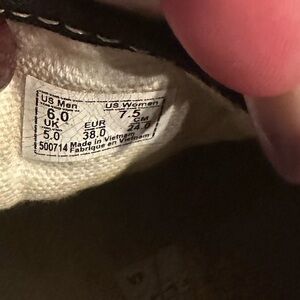 US Men US Women
6.0 7.5
UK EUR CM
5.0 38.0 24.0
500714 Made in Vietnam
Fabriqué en Vietnam